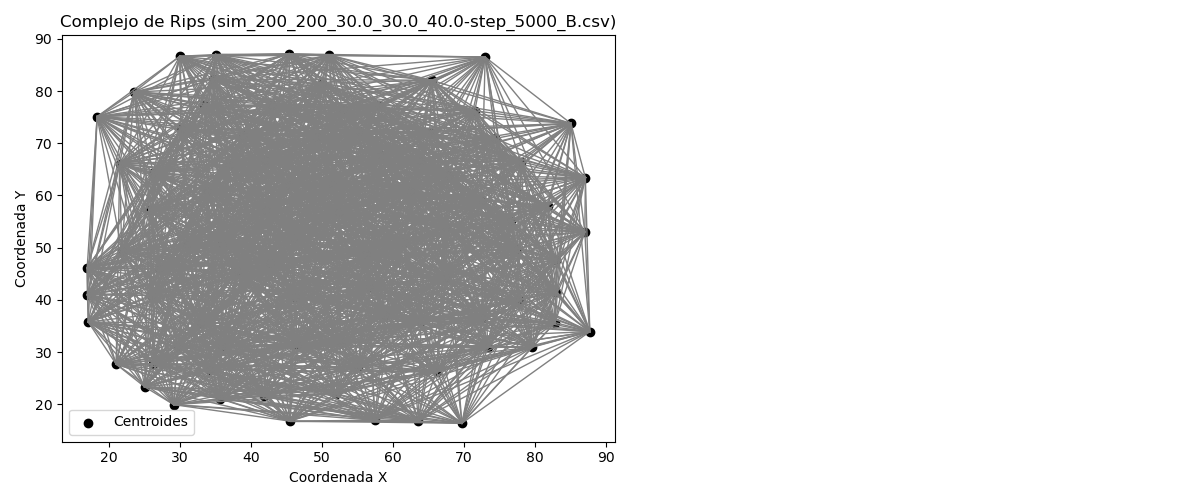 Complejo de Rips (sim_200_200_30.0_30.0_40.0-step_5000_B.csv)
90
80
70
60
50
40
30
20
Coordenada Y
Centroides
20 30 40 50 60 70 80 90
Coordenada X